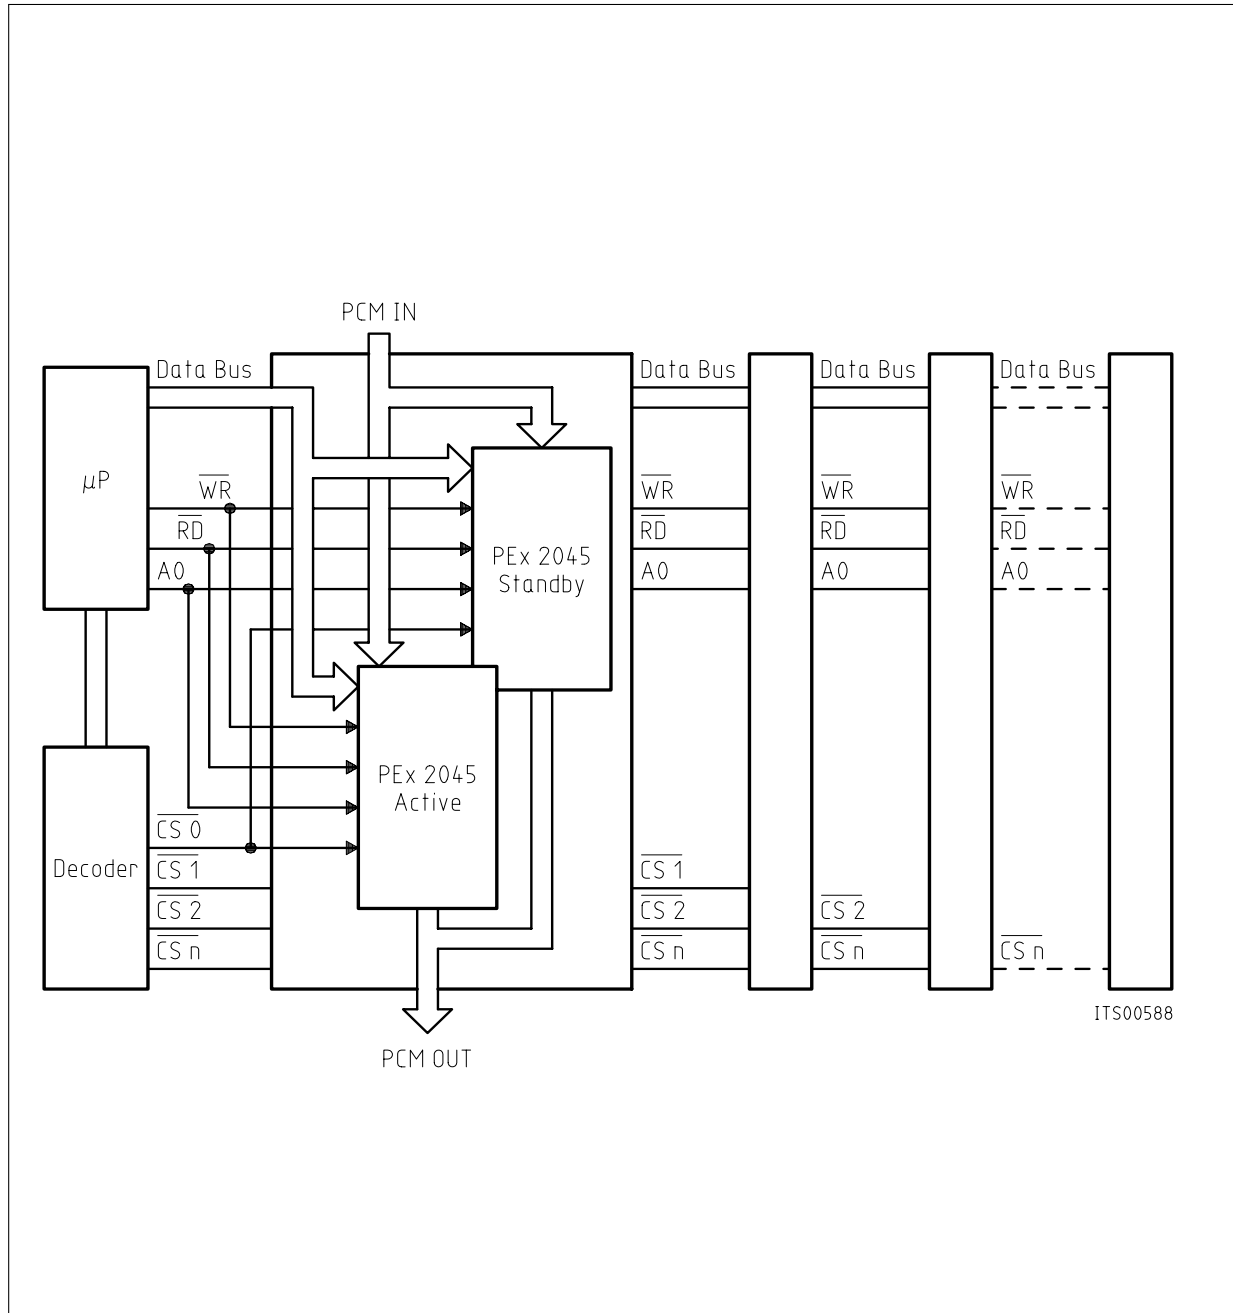 PCM IN
Data Bus
Data Bus
Data Bus
Data Bus
μP
WR
WR
WR
WR
RD
RD
RD
RD
A0
A0
A0
A0
PEx 2045
Standby
PEx 2045
Active
Decoder
CS 0
CS 1
CS 1
CS 2
CS 2
CS 2
CS n
CS n
CS n
CS n
ITS00588
PCM OUT